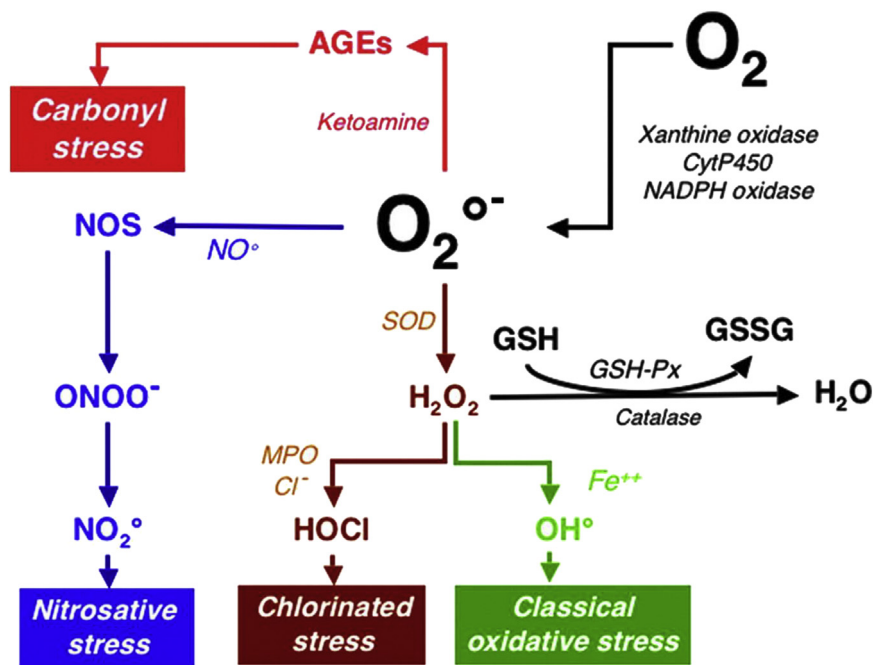 AGEs
O₂
Carbonyl
stress
Ketoamine
Xanthine oxidase
CytP450
NADPH oxidase
NOS
NO°
O₂°⁻
SOD
GSH
GSSG
GSH-Px
ONOO⁻
H₂O₂
H₂O
Catalase
MPO
Cl⁻
Fe⁺⁺
NO₂°
HOCl
OH°
Nitrosative
stress
Chlorinated
stress
Classical
oxidative stress